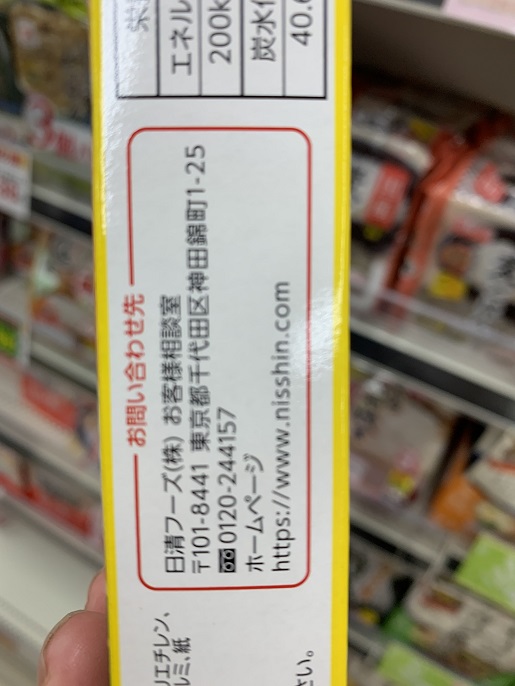 エネル
200k
炭水
40.6
お問い合わせ先
日清フーズ(株) お客様相談室
〒101-8441 東京都千代田区神田錦町1-25
0120-244157
ホームページ
https://www.nisshin.com
リエチレン、
ルミ、紙
さい。